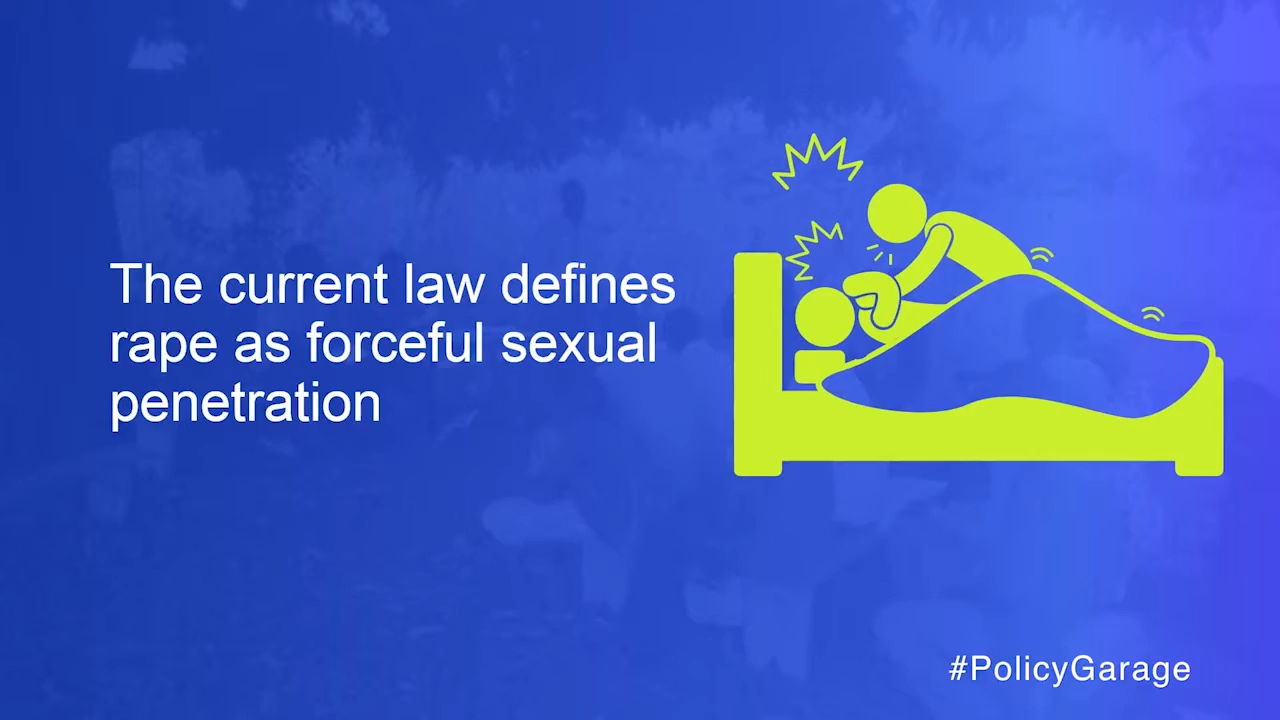 The current law defines
rape as forceful sexual
penetration
#PolicyGarage